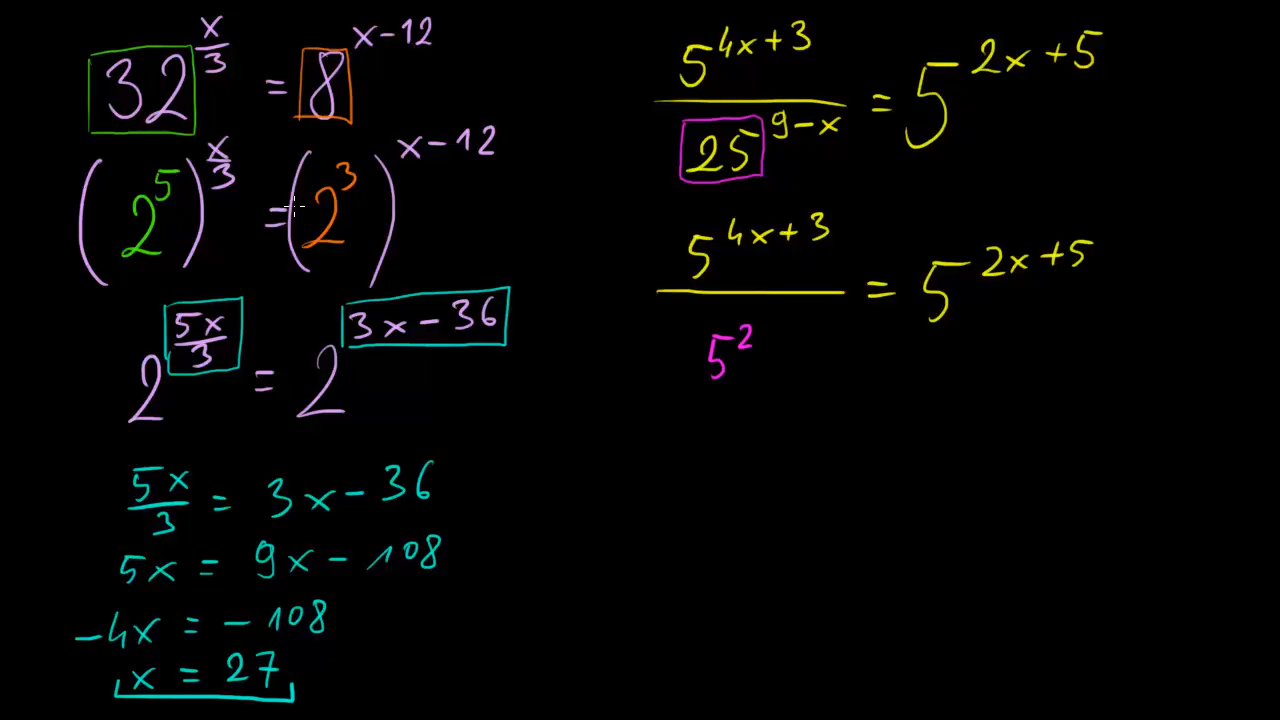 32^(x/3) = 8^(x-12)
(2^5)^(x/3) = (2^3)^(x-12)
2^(5x/3) = 2^(3x-36)
5x/3 = 3x-36
5x = 9x-108
-4x = -108
x = 27
5^(4x+3) / 25^(9-x) = 5^(2x+5)
5^(4x+3) / 5^2 = 5^(2x+5)